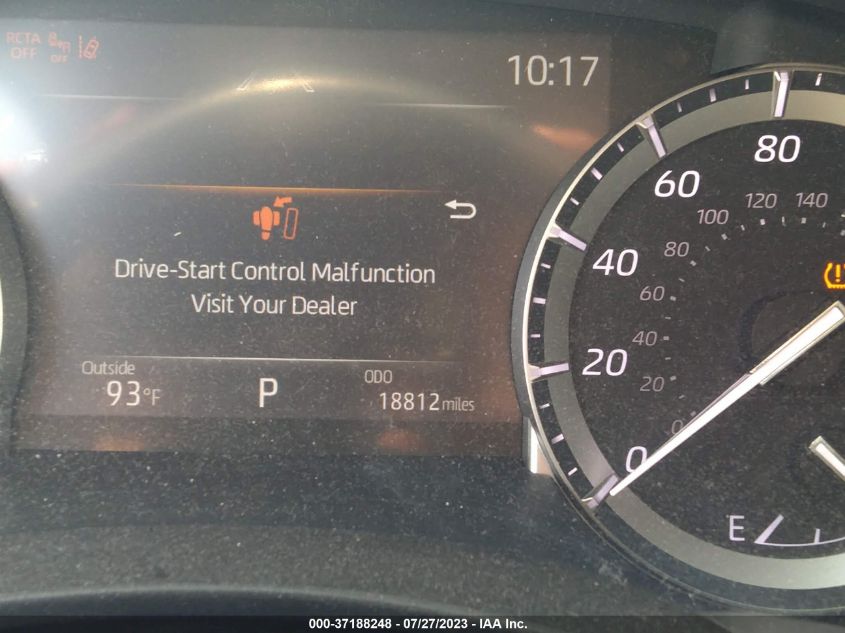 RCTA
OFF
OFF
10:17
Drive-Start Control Malfunction
Visit Your Dealer
Outside
93°F
P
ODO
18812 miles
80
60
120
140
100
40
80
60
20
40
20
0
0
E
000-37188248 - 07/27/2023 - IAA Inc.